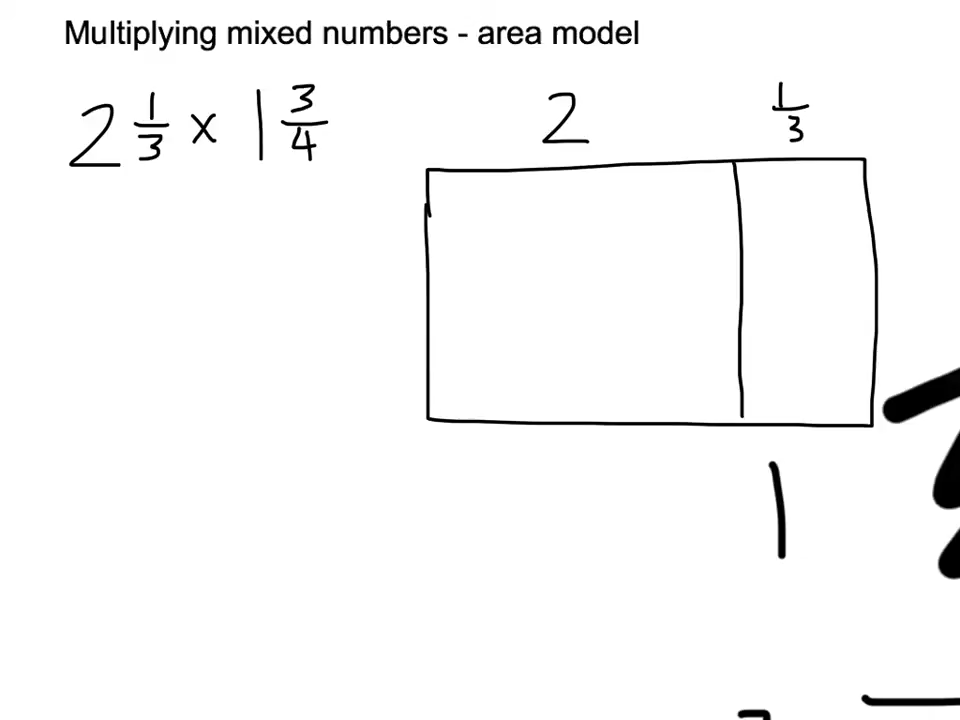 Multiplying mixed numbers - area model
2 1/3 x 1 3/4
2 1/3
1